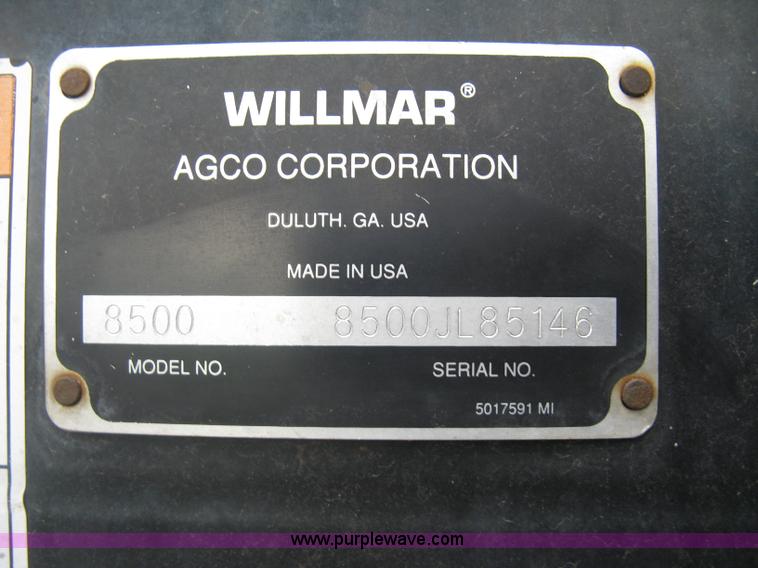 WILLMAR®
AGCO CORPORATION
DULUTH. GA. USA
MADE IN USA
8500 8500JL85146
MODEL NO. SERIAL NO.
5017591 MI
www.purplewave.com